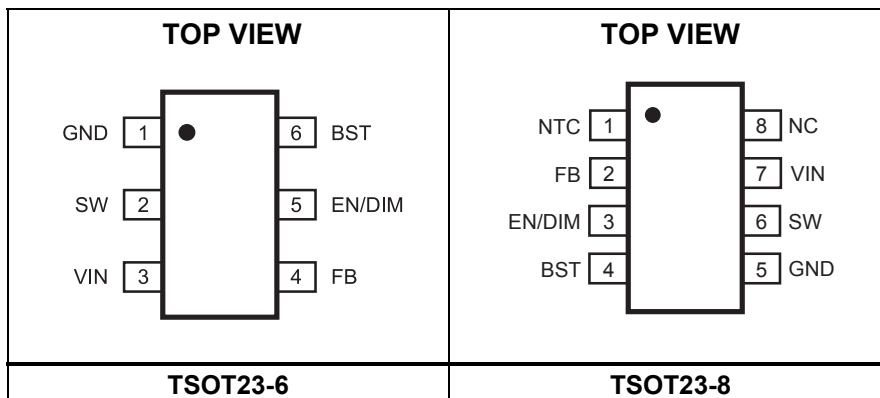 TOP VIEW
GND 1 6 BST
SW 2 5 EN/DIM
VIN 3 4 FB
TSOT23-6
TOP VIEW
NTC 1 8 NC
FB 2 7 VIN
EN/DIM 3 6 SW
BST 4 5 GND
TSOT23-8